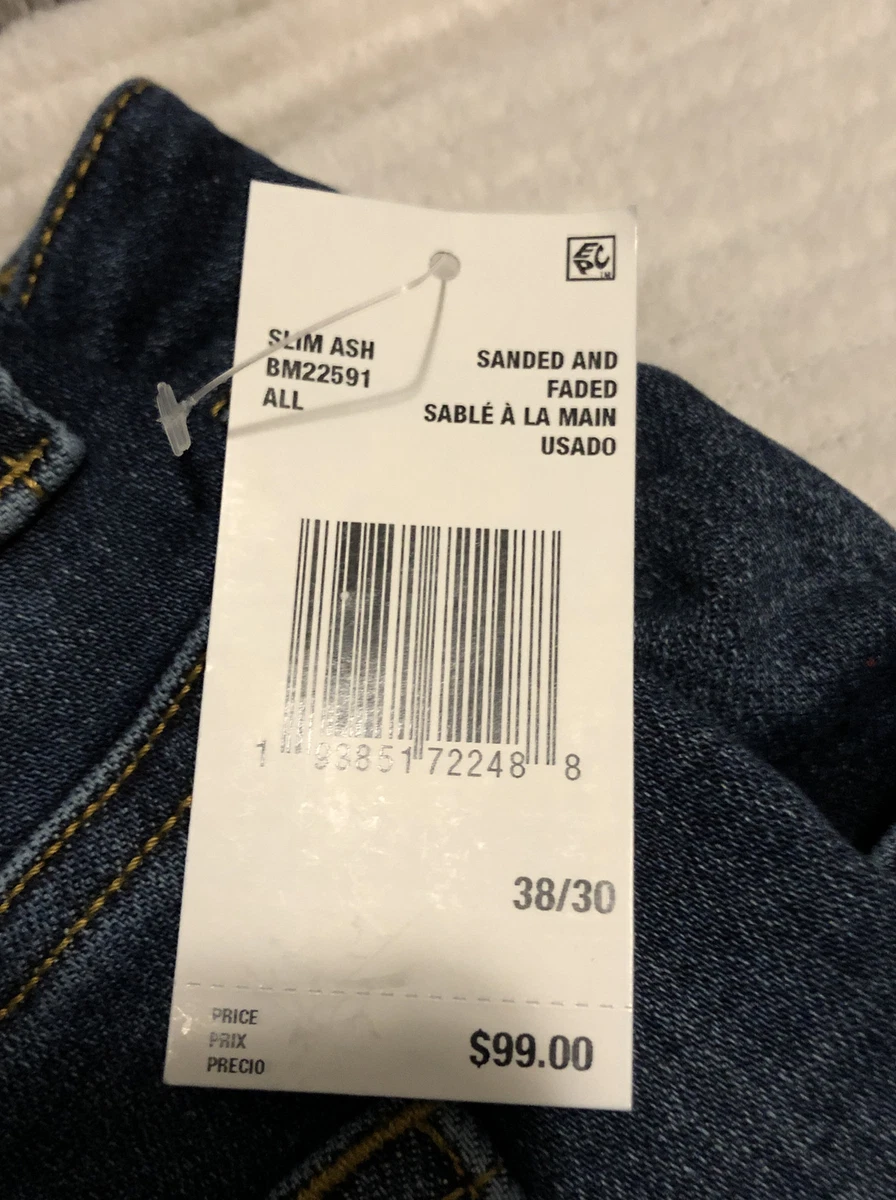 EPC
SLIM ASH
BM22591
ALL
SANDED AND
FADED
SABLÉ À LA MAIN
USADO
1 93851 72248 8
38/30
PRICE
PRIX
PRECIO
$99.00